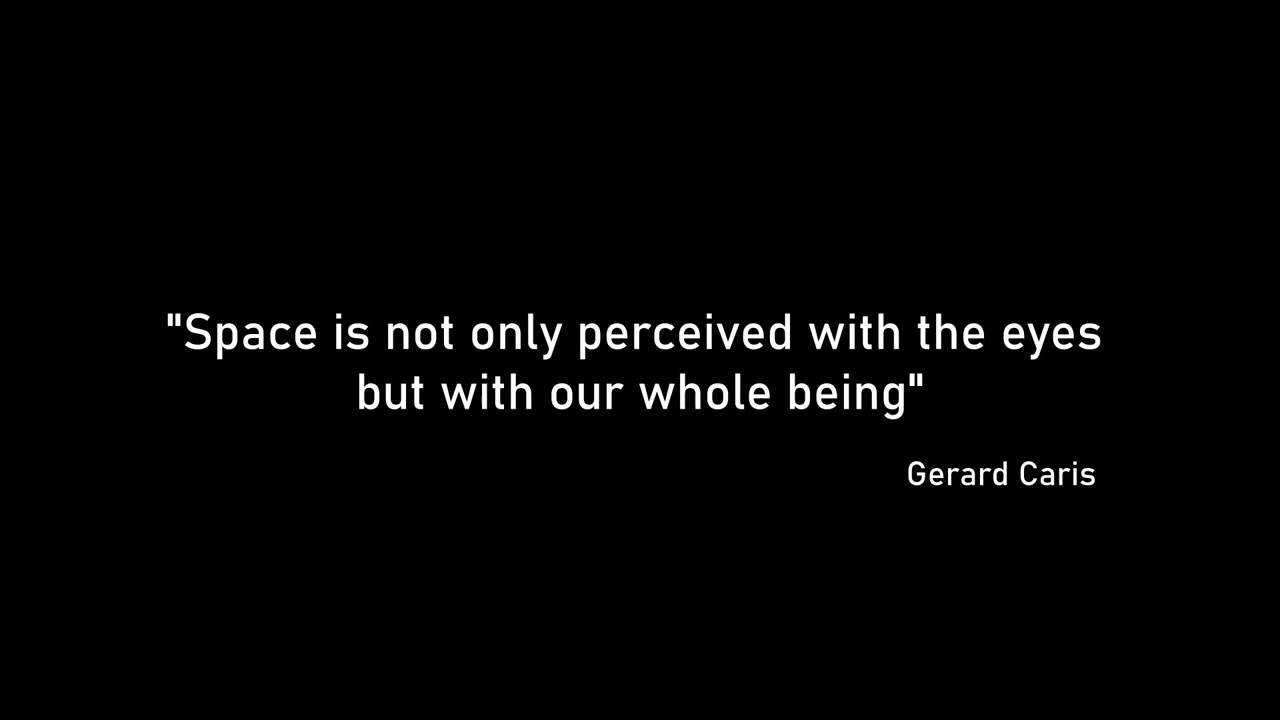 "Space is not only perceived with the eyes
but with our whole being"
Gerard Caris